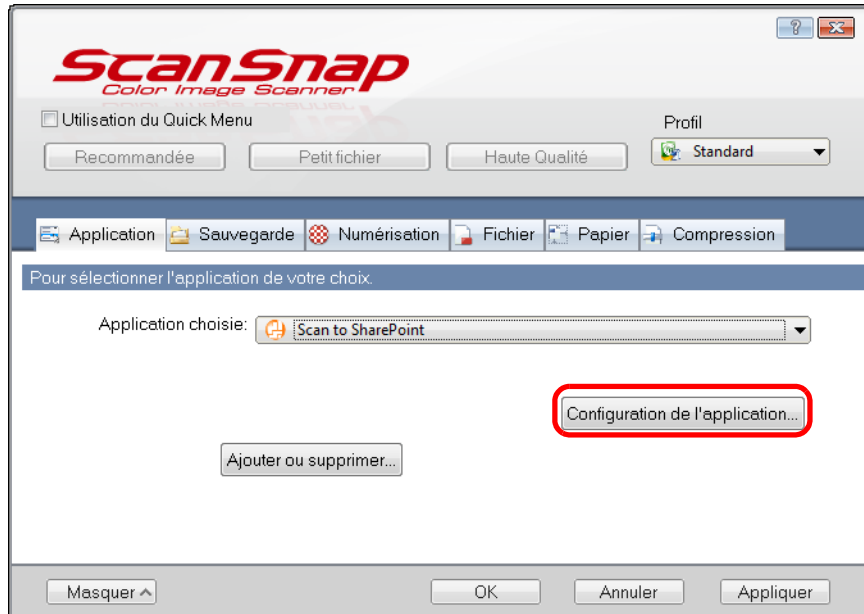 ScanSnap
Color Image Scanner
Utilisation du Quick Menu
Profil
Recommandée Petit fichier Haute Qualité Standard
Application Sauvegarde Numérisation Fichier Papier Compression
Pour sélectionner l'application de votre choix.
Application choisie: Scan to SharePoint
Configuration de l'application...
Ajouter ou supprimer...
Masquer OK Annuler Appliquer